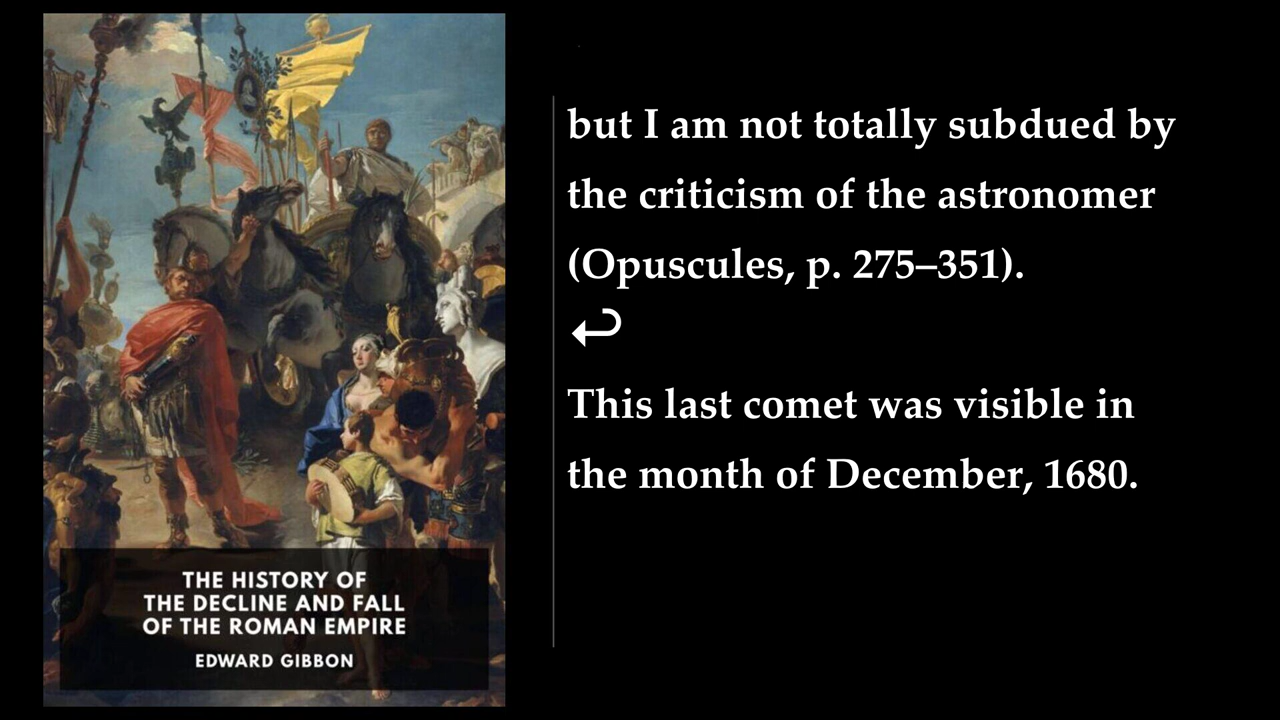 but I am not totally subdued by
the criticism of the astronomer
(Opuscules, p. 275–351).
↩
This last comet was visible in
the month of December, 1680.
THE HISTORY OF
THE DECLINE AND FALL
OF THE ROMAN EMPIRE
EDWARD GIBBON